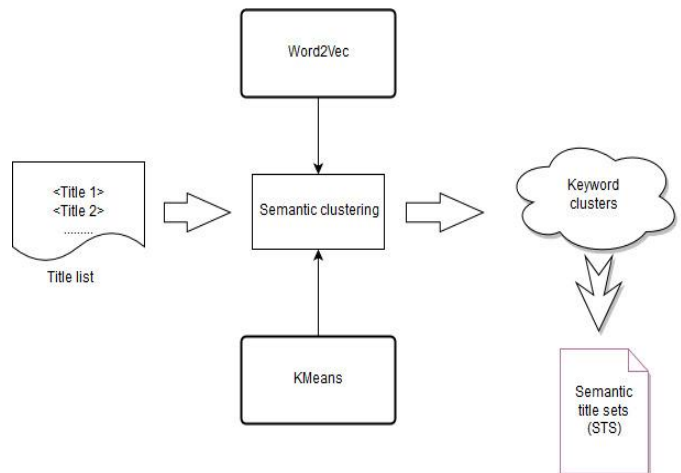 Word2Vec
<Title 1>
<Title 2>
.........
Title list
Semantic clustering
Keyword
clusters
KMeans
Semantic
title sets
(STS)